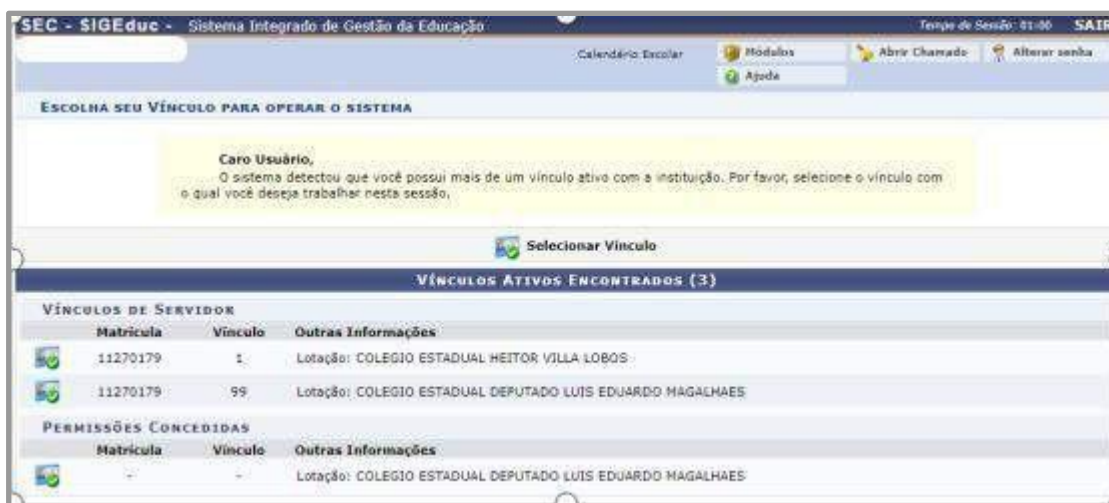 SEC - SIGEduc - Sistema Integrado de Gestão da Educação Tempo de Sessão: 01:00 SAIR
Calendário Escolar Módulos Abrir Chamado Alterar senha
Ajuda
ESCOLHA SEU VÍNCULO PARA OPERAR O SISTEMA
Caro Usuário,
O sistema detectou que você possui mais de um vínculo ativo com a instituição. Por favor, selecione o vínculo com
o qual você deseja trabalhar nesta sessão.
Selecionar Vínculo
VÍNCULOS ATIVOS ENCONTRADOS (3)
VÍNCULOS DE SERVIDOR
Matrícula Vínculo Outras Informações
11270179 1 Lotação: COLEGIO ESTADUAL HEITOR VILLA LOBOS
11270179 99 Lotação: COLEGIO ESTADUAL DEPUTADO LUIS EDUARDO MAGALHAES
PERMISSÕES CONCEDIDAS
Matrícula Vínculo Outras Informações
- - Lotação: COLEGIO ESTADUAL DEPUTADO LUIS EDUARDO MAGALHAES